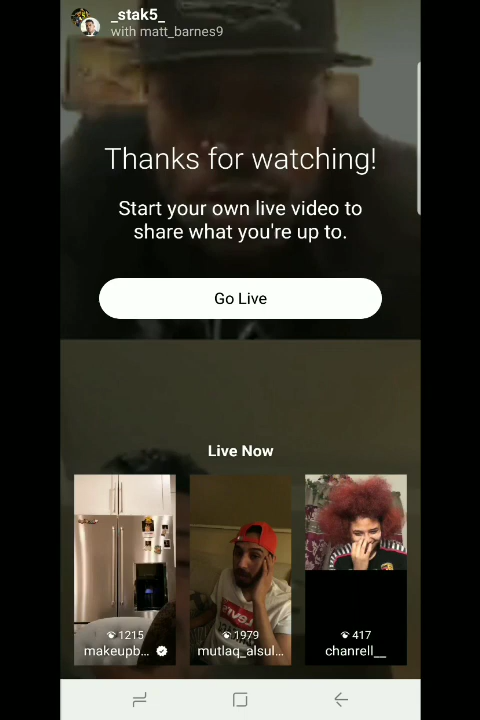 _stak5_
with matt_barnes9
Thanks for watching!
Start your own live video to
share what you're up to.
Go Live
Live Now
1215
makeupb...
1979
mutlaq_alsul...
417
chanrell__